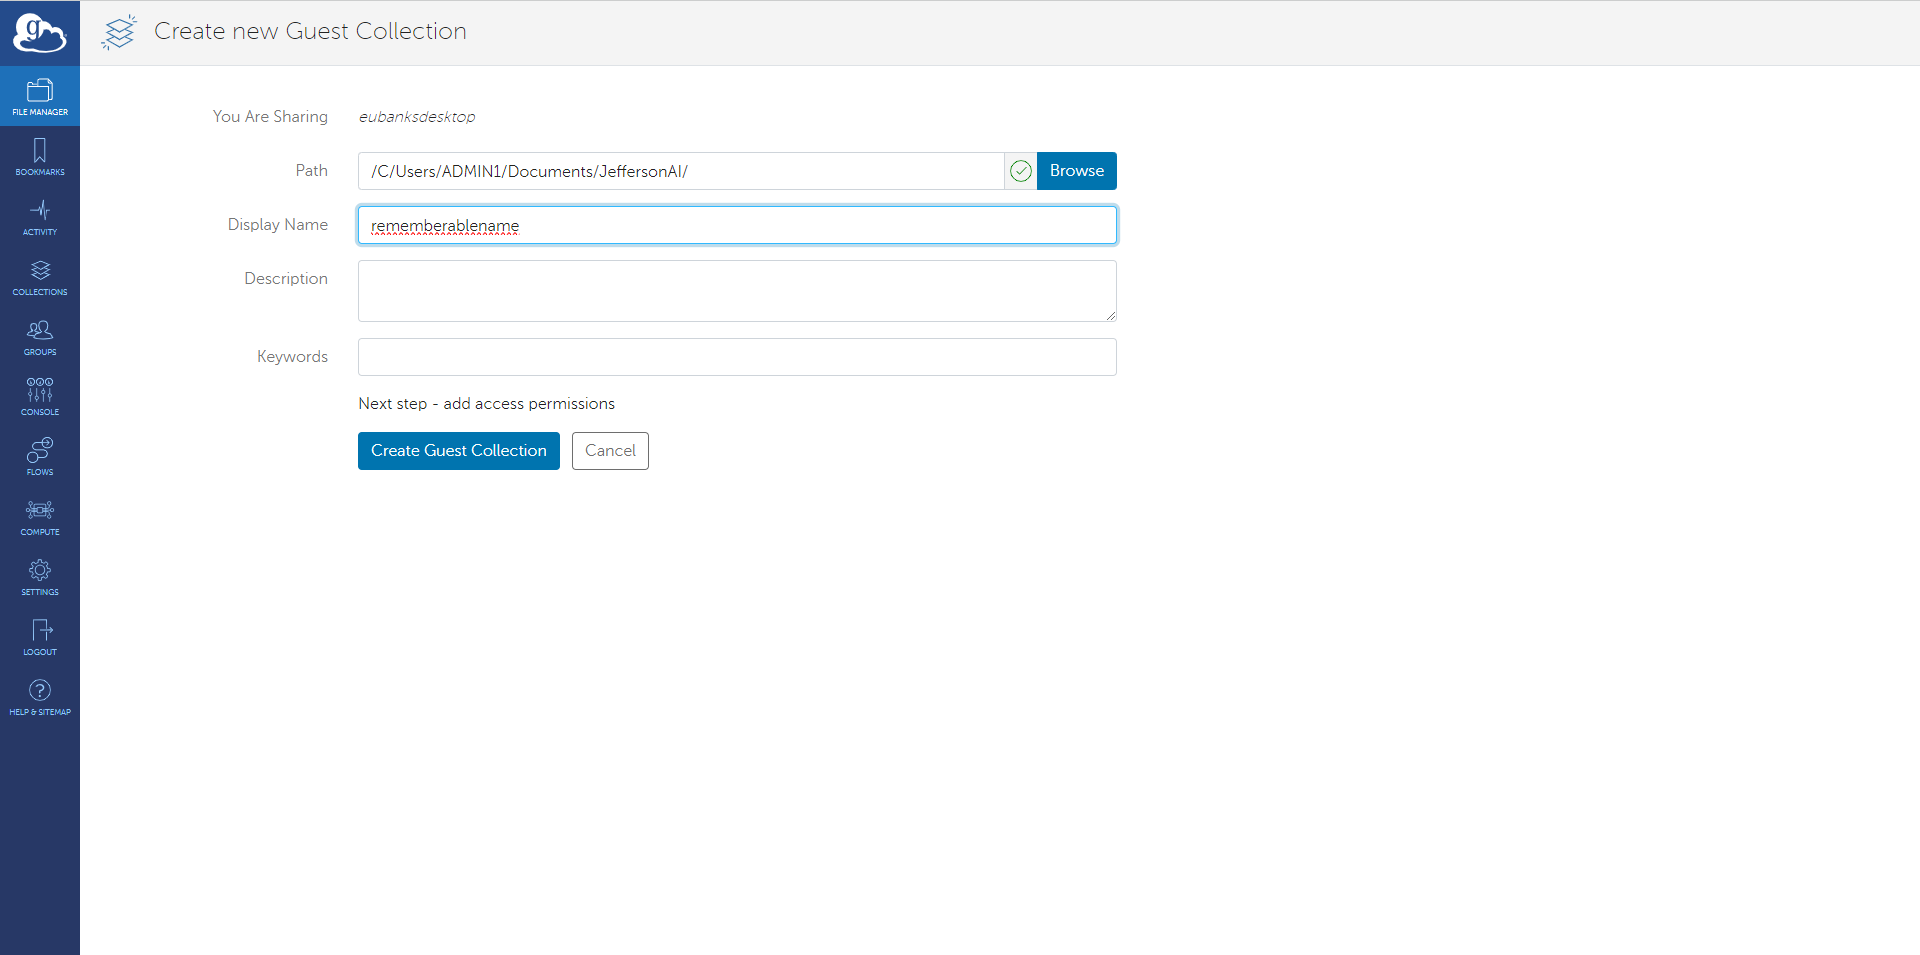 g
Create new Guest Collection
FILE MANAGER
BOOKMARKS
ACTIVITY
COLLECTIONS
GROUPS
CONSOLE
FLOWS
COMPUTE
SETTINGS
LOGOUT
HELP & SITEMAP
You Are Sharing eubanksdesktop
Path /C/Users/ADMIN1/Documents/JeffersonAI/ Browse
Display Name rememberablename
Description
Keywords
Next step - add access permissions
Create Guest Collection Cancel